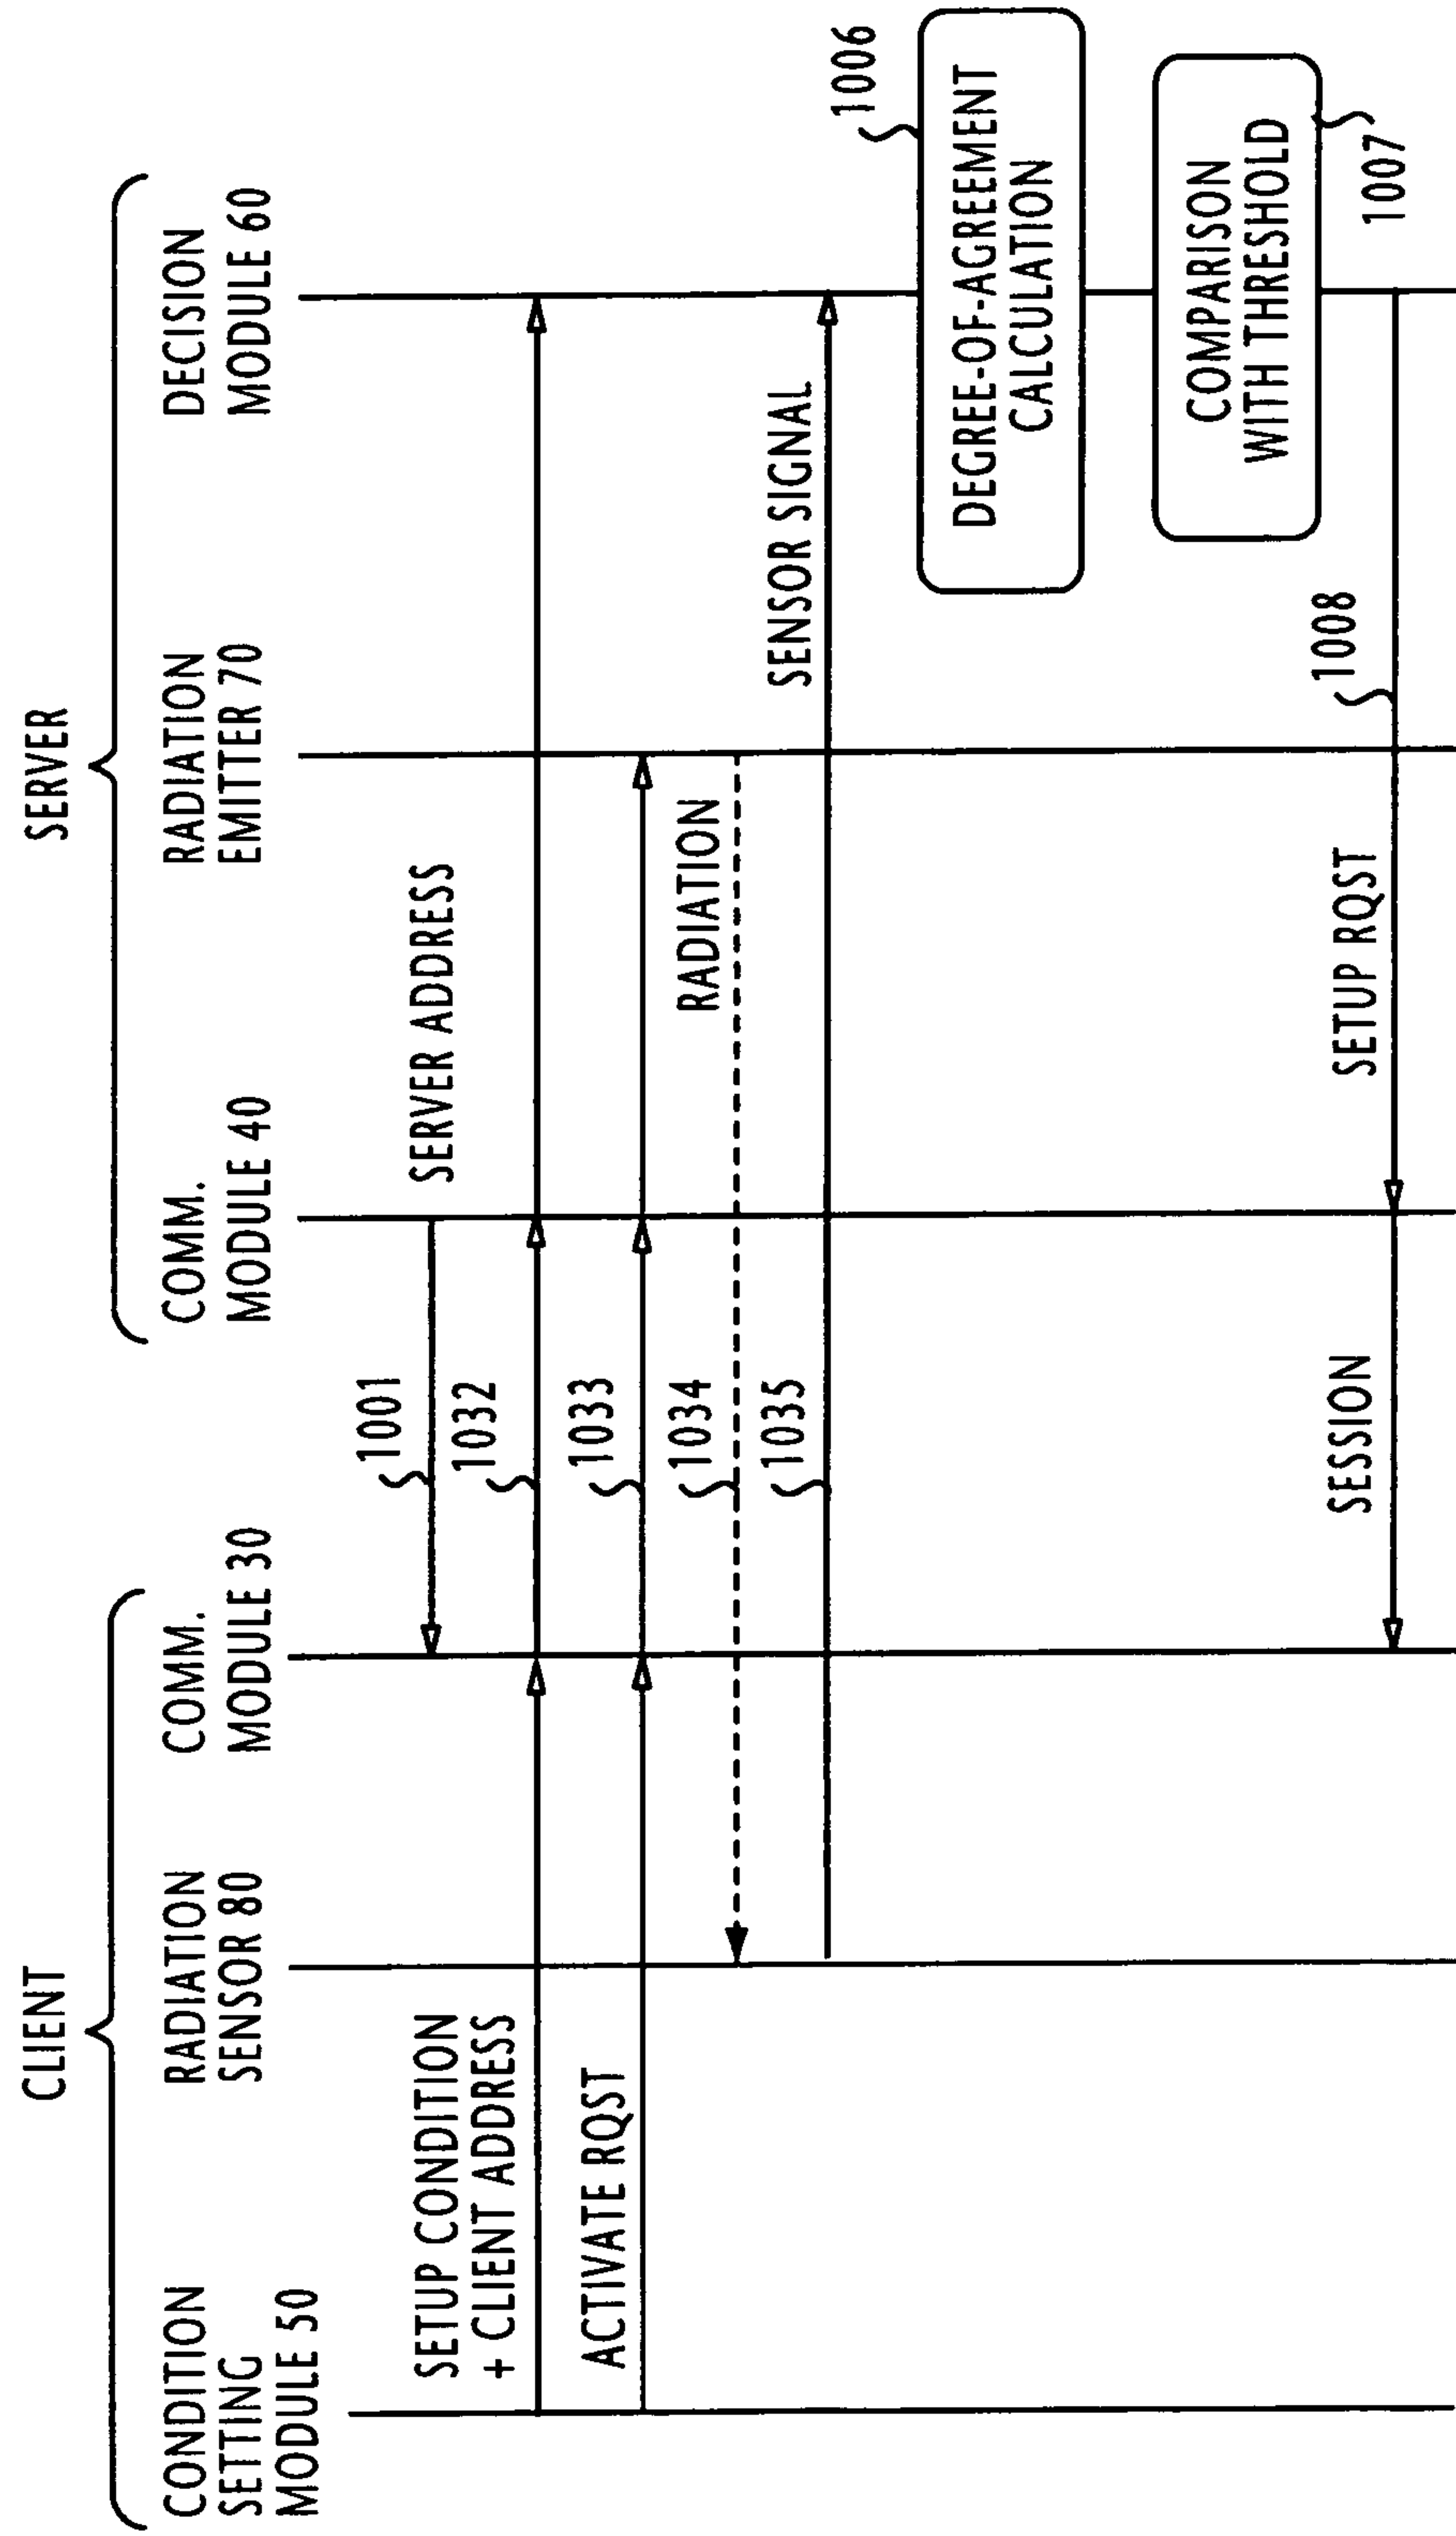 CLIENT
SERVER
CONDITION
SETTING
MODULE 50
RADIATION
SENSOR 80
COMM.
MODULE 30
COMM.
MODULE 40
RADIATION
EMITTER 70
DECISION
MODULE 60
1001
SERVER ADDRESS
SETUP CONDITION
+ CLIENT ADDRESS
1032
ACTIVATE RQST
1033
1034
RADIATION
1035
SENSOR SIGNAL
1006
DEGREE-OF-AGREEMENT
CALCULATION
COMPARISON
WITH THRESHOLD
1007
SESSION
SETUP RQST
1008